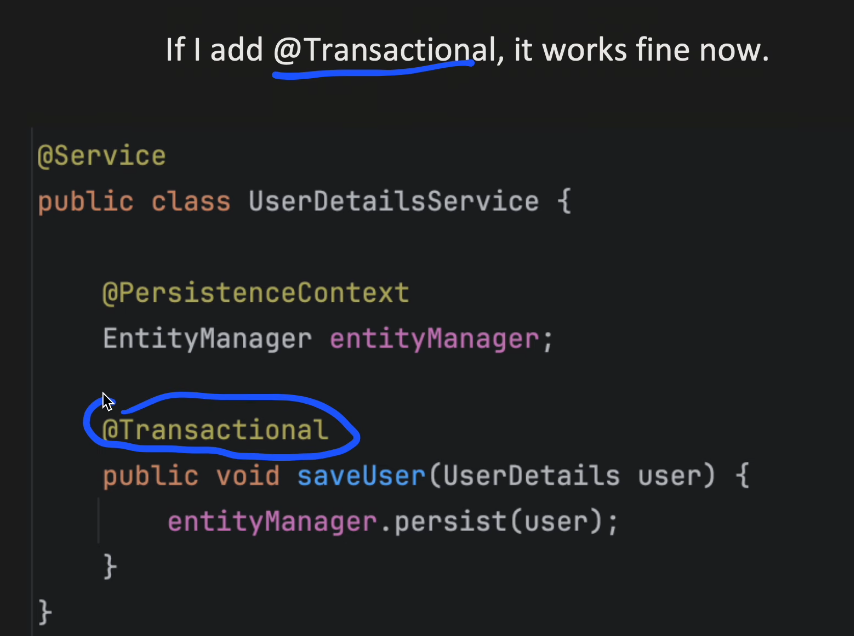 If I add @Transactional, it works fine now.
@Service
public class UserDetailsService {
@PersistenceContext
EntityManager entityManager;
@Transactional
public void saveUser(UserDetails user) {
entityManager.persist(user);
}
}